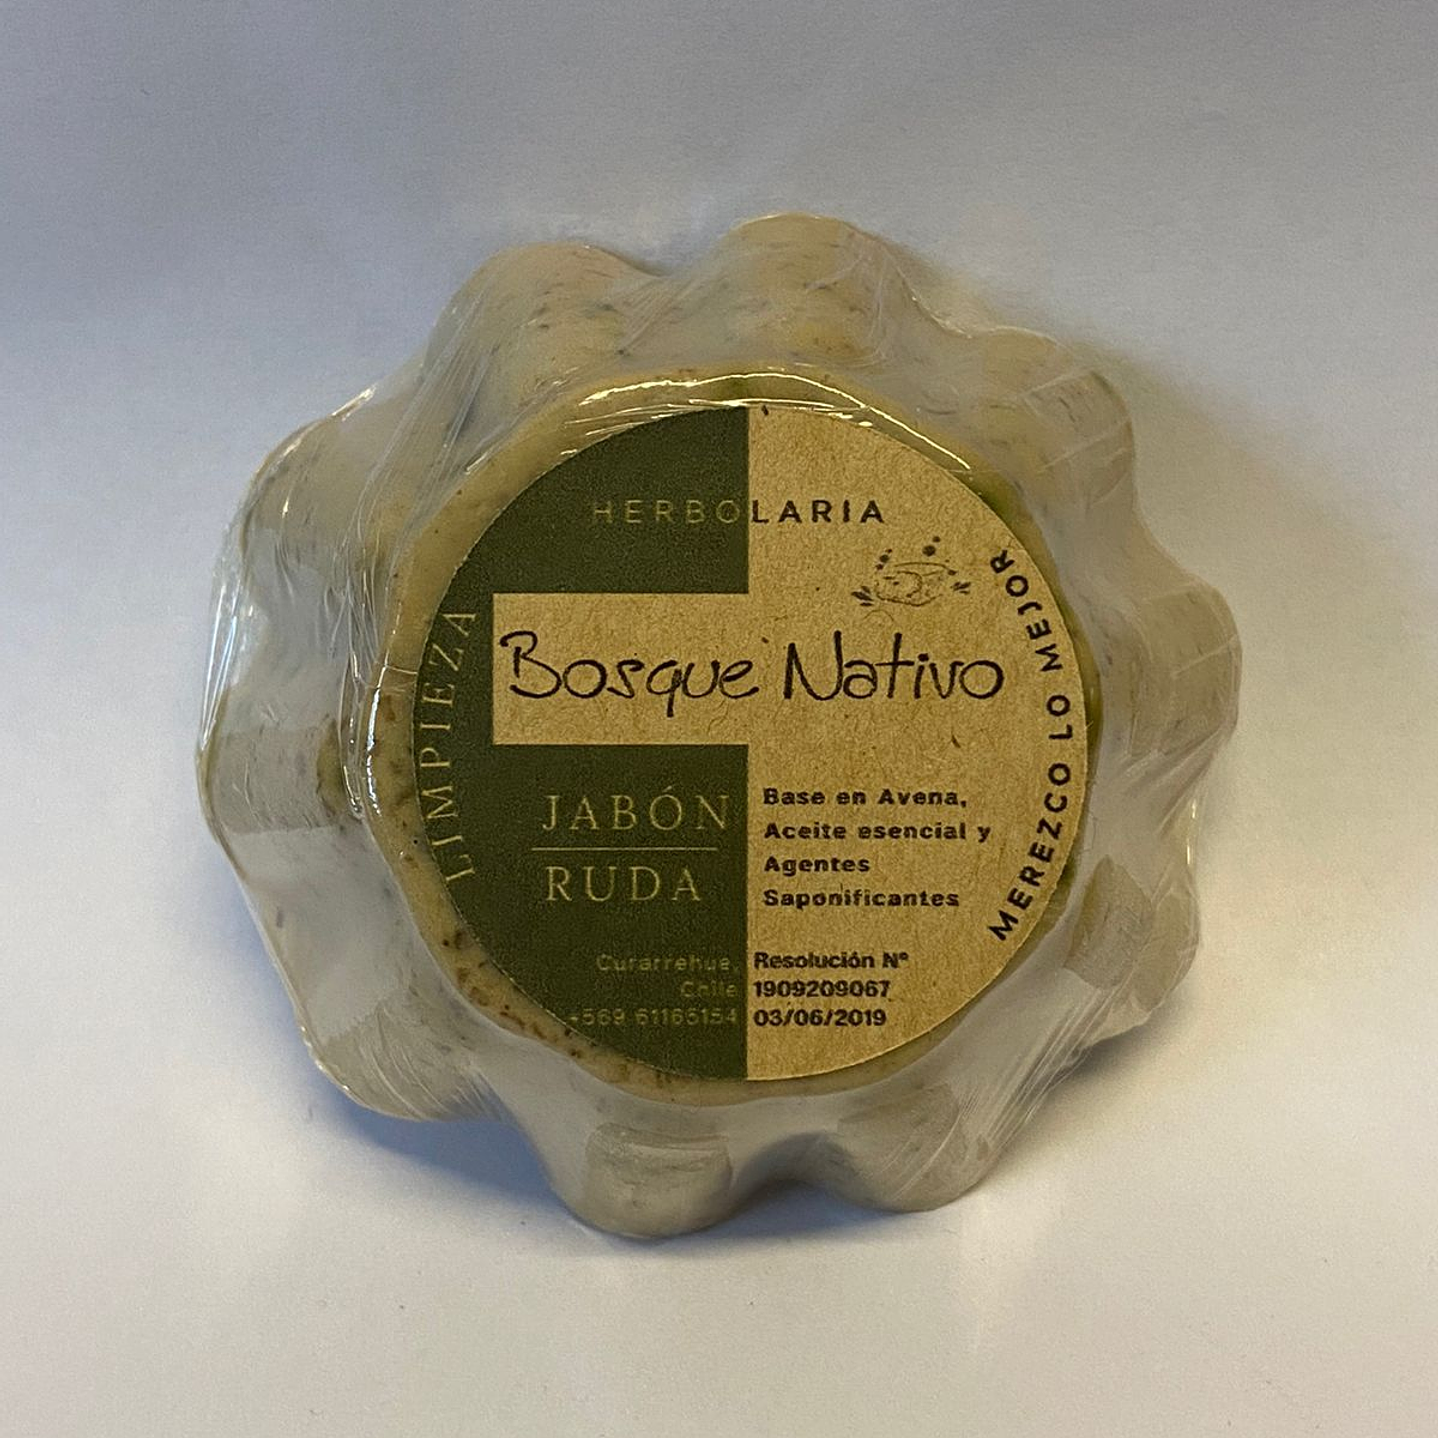 HERBOLARIA
Bosque Nativo
LIMPIEZA
JABÓN
RUDA
Base en Avena,
Aceite esencial y
Agentes
Saponificantes
MEREZCO LO MEJOR
Curarrehue,
Chile
+569 61165154
Resolución Nº
1909209067
03/06/2019